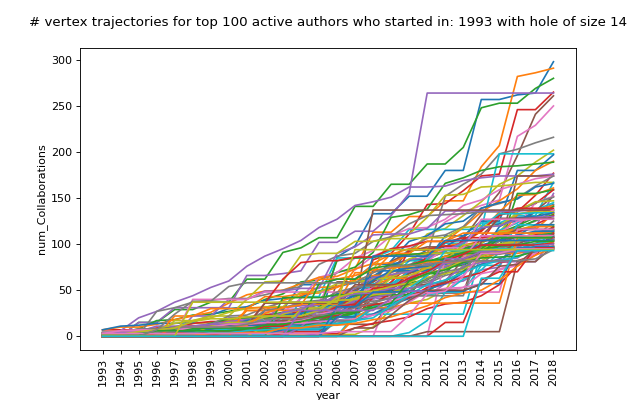 # vertex trajectories for top 100 active authors who started in: 1993 with hole of size 14
300
250
200
150
100
50
0
num_Collaborations
1993 1994 1995 1996 1997 1998 1999 2000 2001 2002 2003 2004 2005 2006 2007 2008 2009 2010 2011 2012 2013 2014 2015 2016 2017 2018
year